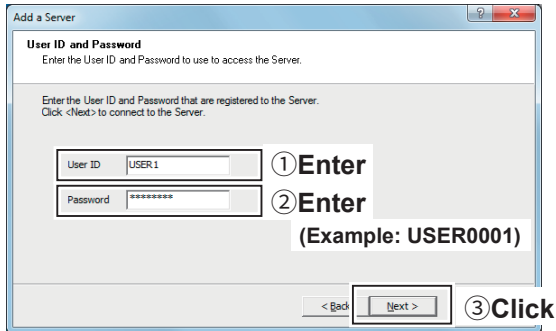 Add a Server
User ID and Password
Enter the User ID and Password to use to access the Server.
Enter the User ID and Password that are registered to the Server.
Click <Next> to connect to the Server.
User ID USER1 ①Enter
Password ******** ②Enter
(Example: USER0001)
< Back Next > ③Click